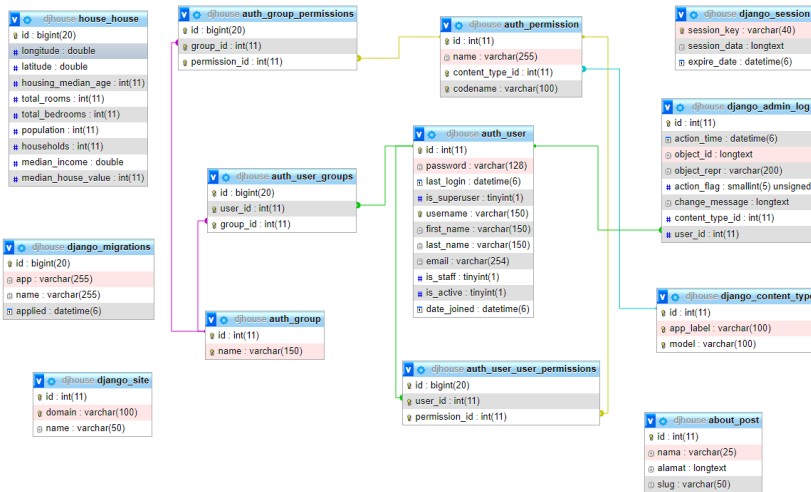 djhouse house_house
id : bigint(20)
longitude : double
latitude : double
housing_median_age : int(11)
total_rooms : int(11)
total_bedrooms : int(11)
population : int(11)
households : int(11)
median_income : double
median_house_value : int(11)
djhouse auth_group_permissions
id : bigint(20)
group_id : int(11)
permission_id : int(11)
djhouse auth_permission
id : int(11)
name : varchar(255)
content_type_id : int(11)
codename : varchar(100)
djhouse django_session
session_key : varchar(40)
session_data : longtext
expire_date : datetime(6)
djhouse django_admin_log
id : int(11)
action_time : datetime(6)
object_id : longtext
object_repr : varchar(200)
action_flag : smallint(5) unsigned
change_message : longtext
content_type_id : int(11)
user_id : int(11)
djhouse auth_user
id : int(11)
password : varchar(128)
last_login : datetime(6)
is_superuser : tinyint(1)
username : varchar(150)
first_name : varchar(150)
last_name : varchar(150)
email : varchar(254)
is_staff : tinyint(1)
is_active : tinyint(1)
date_joined : datetime(6)
djhouse auth_user_groups
id : bigint(20)
user_id : int(11)
group_id : int(11)
djhouse django_migrations
id : bigint(20)
app : varchar(255)
name : varchar(255)
applied : datetime(6)
djhouse auth_group
id : int(11)
name : varchar(150)
djhouse django_content_type
id : int(11)
app_label : varchar(100)
model : varchar(100)
djhouse django_site
id : int(11)
domain : varchar(100)
name : varchar(50)
djhouse auth_user_user_permissions
id : bigint(20)
user_id : int(11)
permission_id : int(11)
djhouse about_post
id : int(11)
nama : varchar(25)
alamat : longtext
slug : varchar(50)